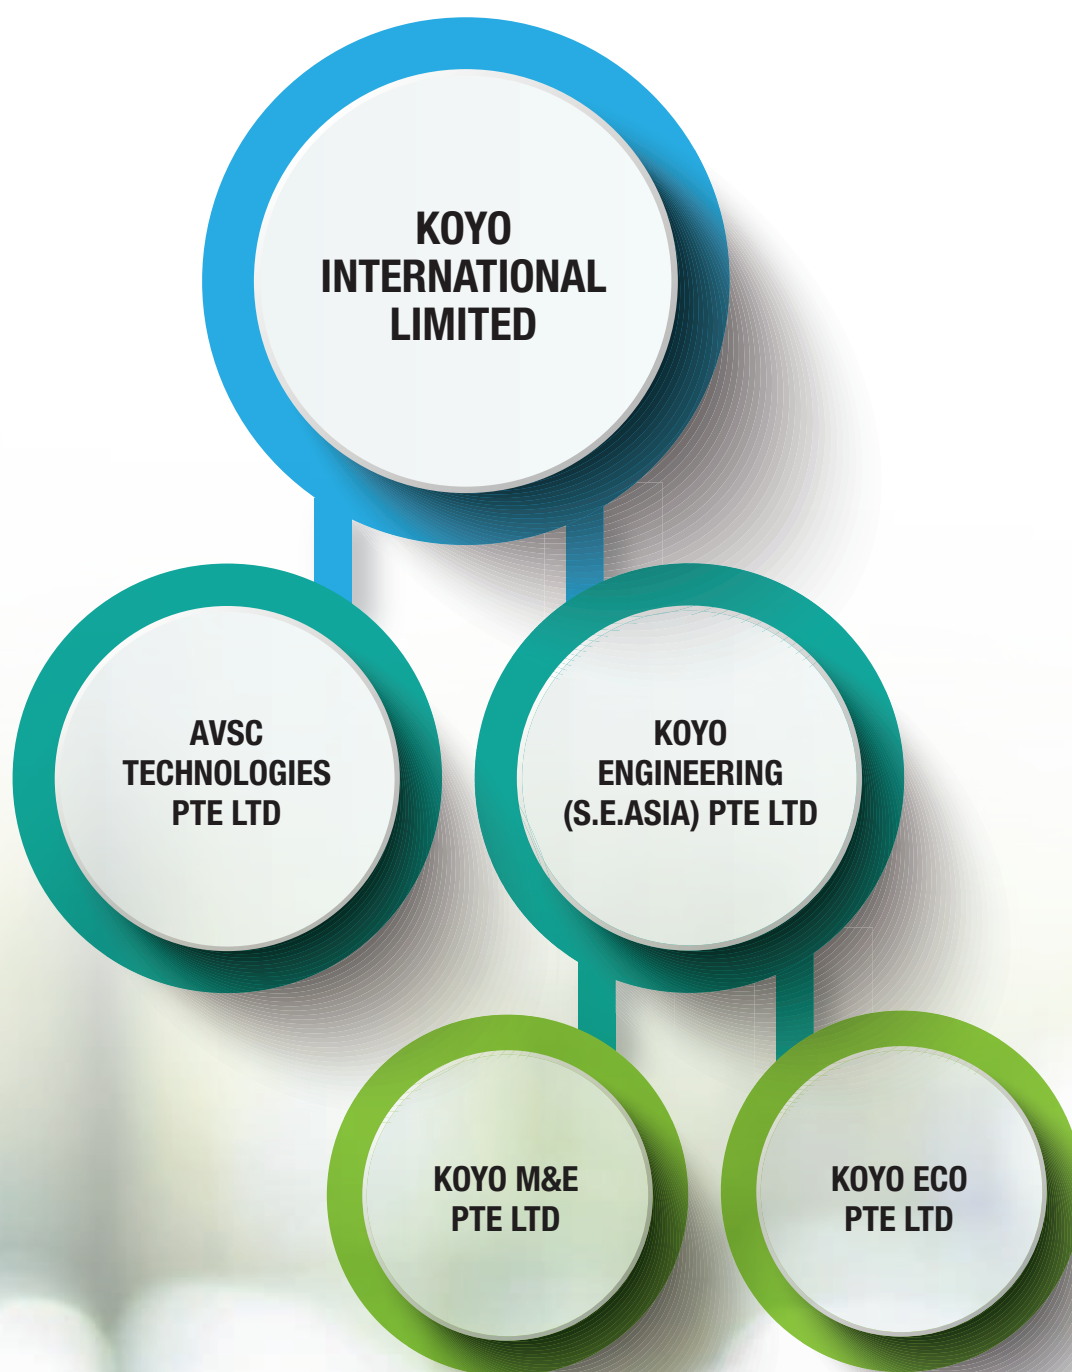 KOYO
INTERNATIONAL
LIMITED
AVSC
TECHNOLOGIES
PTE LTD
KOYO
ENGINEERING
(S.E.ASIA) PTE LTD
KOYO M&E
PTE LTD
KOYO ECO
PTE LTD